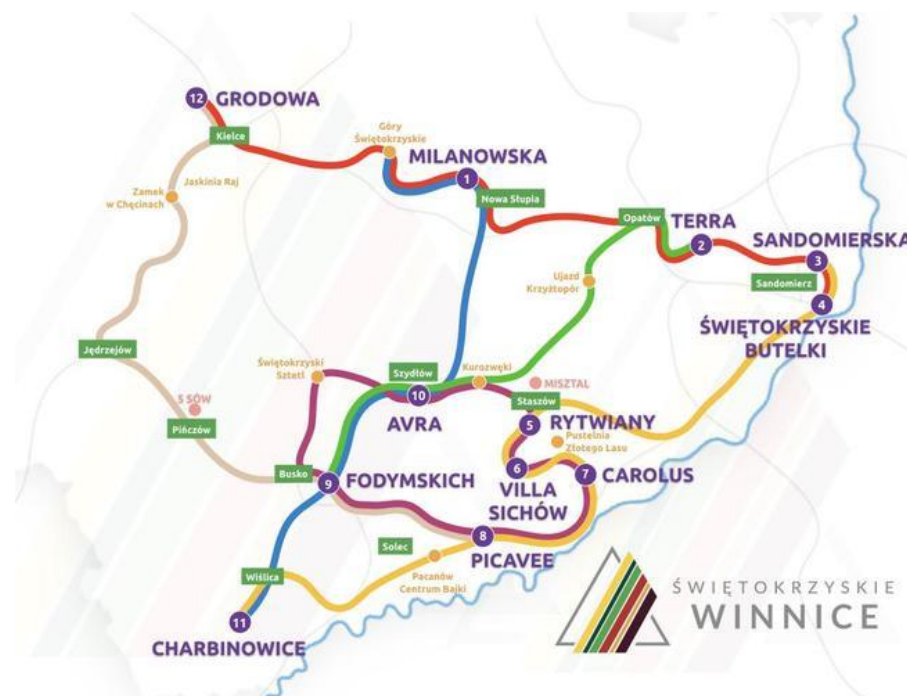 12
GRODOWA
Kielce
Góry
Świętokrzyskie
MILANOWSKA
1
Jaskinia Raj
Zamek
w Chęcinach
Nowa Słupia
Opatów
TERRA
2
SANDOMIERSKA
3
Sandomierz
4
ŚWIĘTOKRZYSKIE
BUTELKI
Ujazd
Krzyżtopór
Jędrzejów
Świętokrzyski
Sztetl
Szydłów
Kurozwęki
MISZTAL
10
AVRA
Staszów
5 SÓW
Pińczów
5
RYTWIANY
Pustelnia
Złotego Lasu
Busko
9
FODYMSKICH
6
VILLA
SICHÓW
7
CAROLUS
8
PICAVEE
Solec
Pacanów
Centrum Bajki
Wiślica
11
CHARBINOWICE
ŚWIĘTOKRZYSKIE
WINNICE